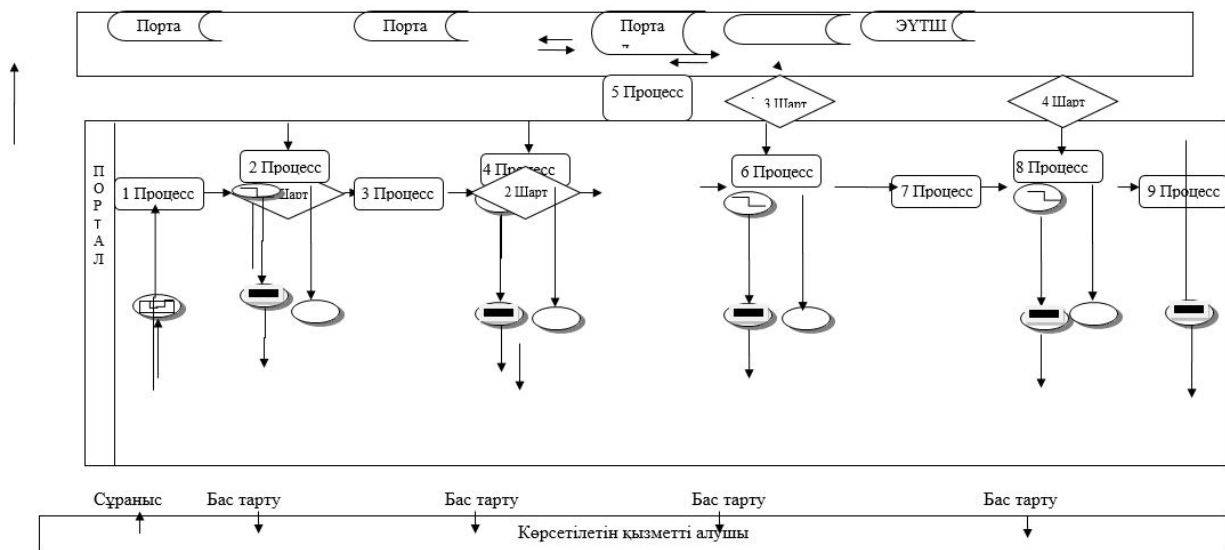 Порта
Порта
Порта
ЭҮТШ
5 Процесс
3 Шарт
4 Шарт
ПОРТАЛ
1 Процесс
2 Процесс
Шарт
3 Процесс
4 Процесс
2 Шарт
6 Процесс
7 Процесс
8 Процесс
9 Процесс
Сұраныс
Бас тарту
Бас тарту
Бас тарту
Бас тарту
Көрсетілетін қызметті алушы